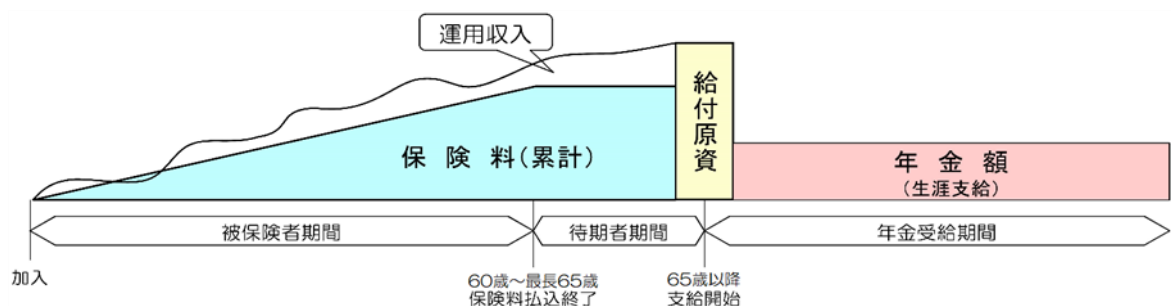 運用収入
給付原資
保険料(累計)
年金額
(生涯支給)
被保険者期間
待期者期間
年金受給期間
加入
60歳～最長65歳
保険料払込終了
65歳以降
支給開始